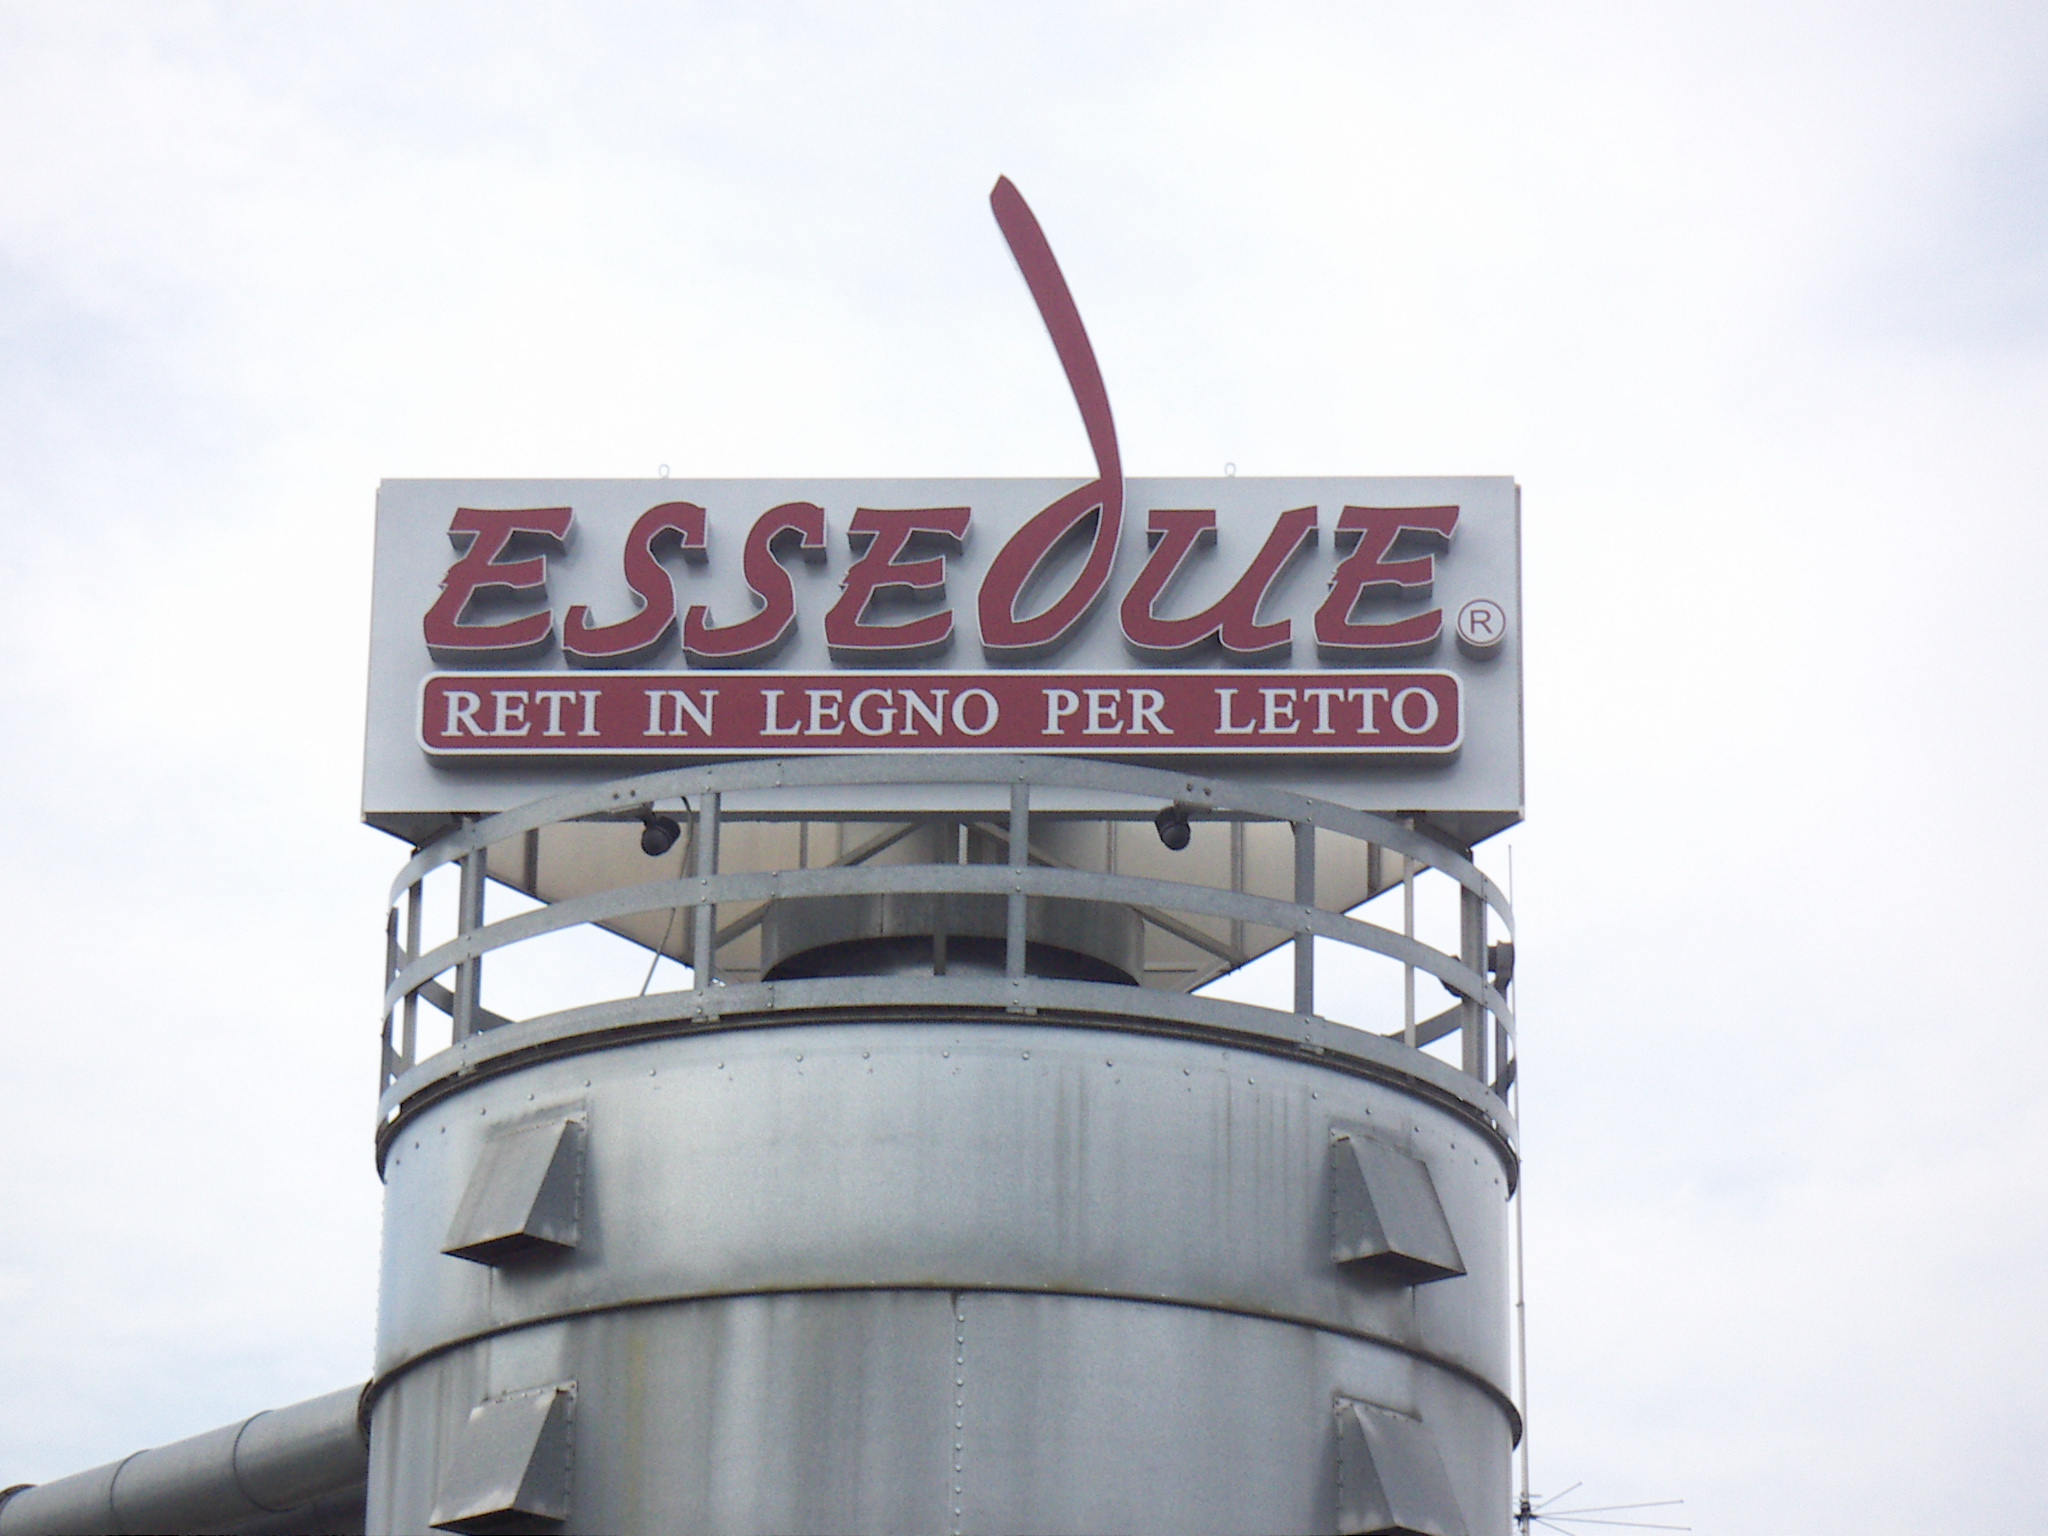 ESSEdUE ®
RETI IN LEGNO PER LETTO